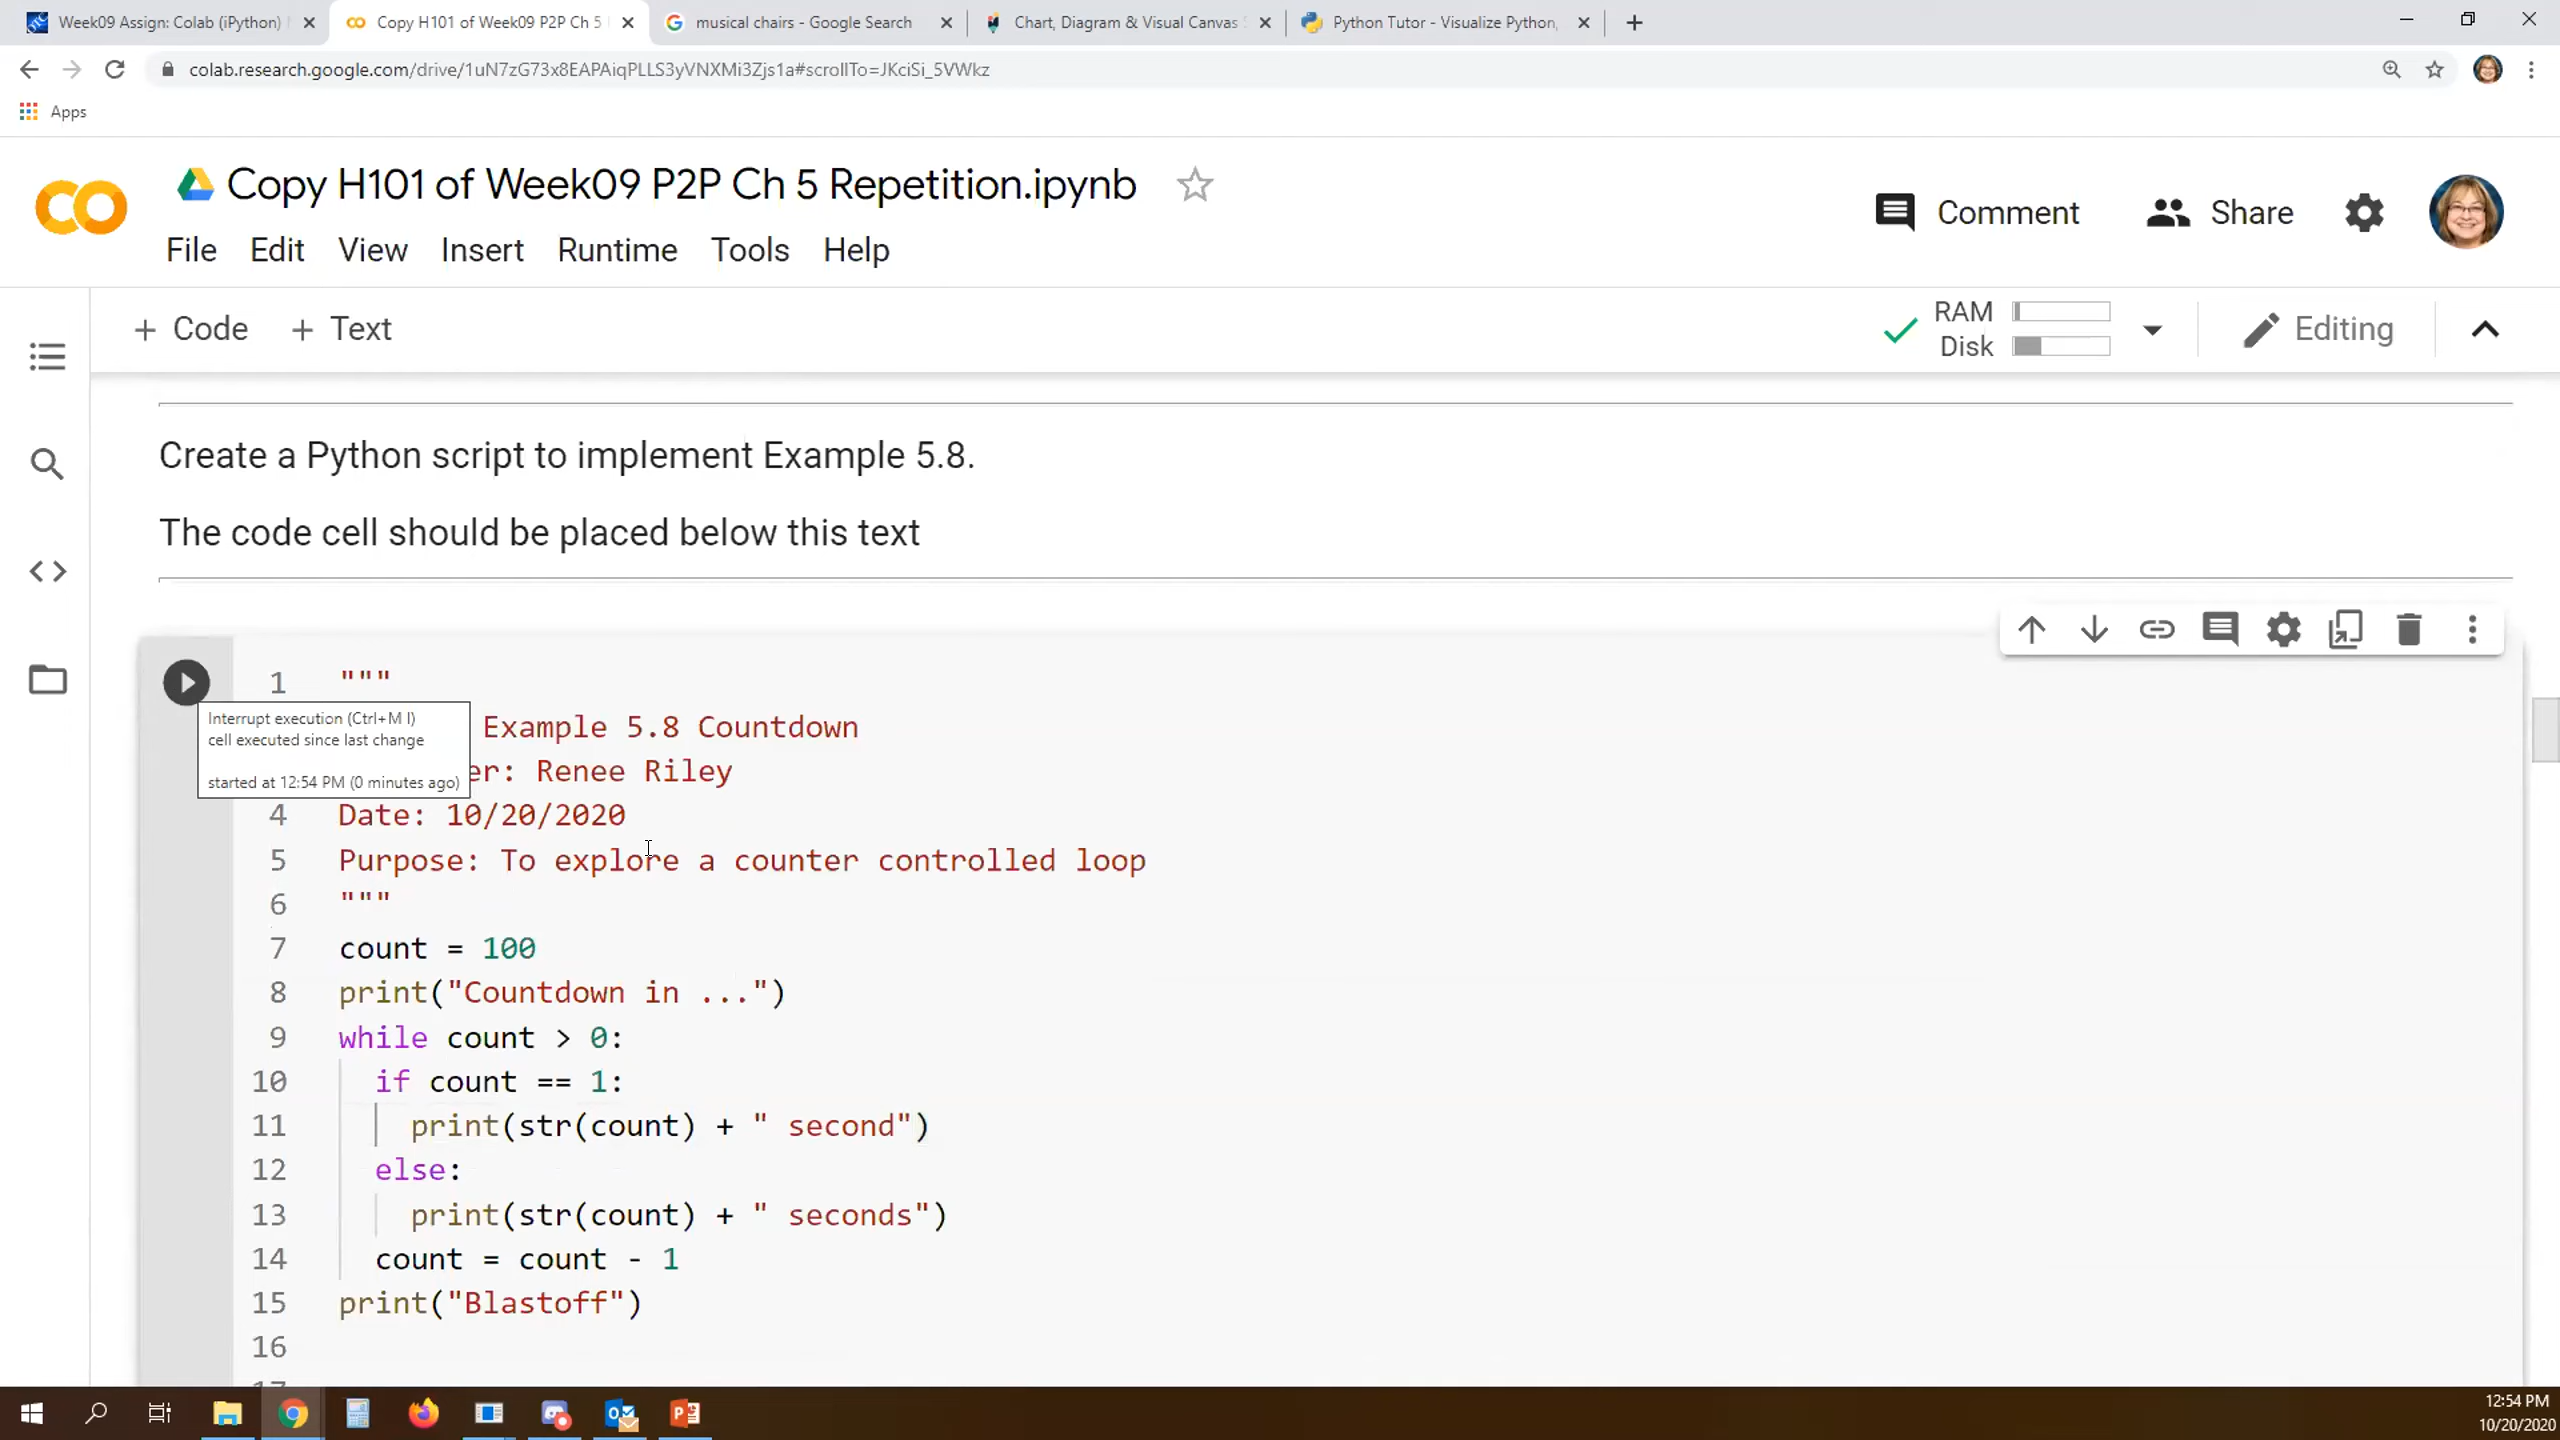 Week09 Assign: Colab (iPython)
Copy H101 of Week09 P2P Ch 5
musical chairs - Google Search
Chart, Diagram & Visual Canvas
Python Tutor - Visualize Python,
colab.research.google.com/drive/1uN7zG73x8EAPAiqPLLS3yVNXMi3Zjs1a#scrollTo=JKciSi_5VWkz
Apps
CO
Copy H101 of Week09 P2P Ch 5 Repetition.ipynb
Comment
Share
File Edit View Insert Runtime Tools Help
+ Code + Text
RAM
Disk
Editing
Create a Python script to implement Example 5.8.
The code cell should be placed below this text
1 """
Example 5.8 Countdown
er: Renee Riley
Interrupt execution (Ctrl+M I)
cell executed since last change
started at 12:54 PM (0 minutes ago)
4 Date: 10/20/2020
5 Purpose: To explore a counter controlled loop
6 """
7 count = 100
8 print("Countdown in ...")
9 while count > 0:
10 if count == 1:
11 print(str(count) + " second")
12 else:
13 print(str(count) + " seconds")
14 count = count - 1
15 print("Blastoff")
16
12:54 PM
10/20/2020